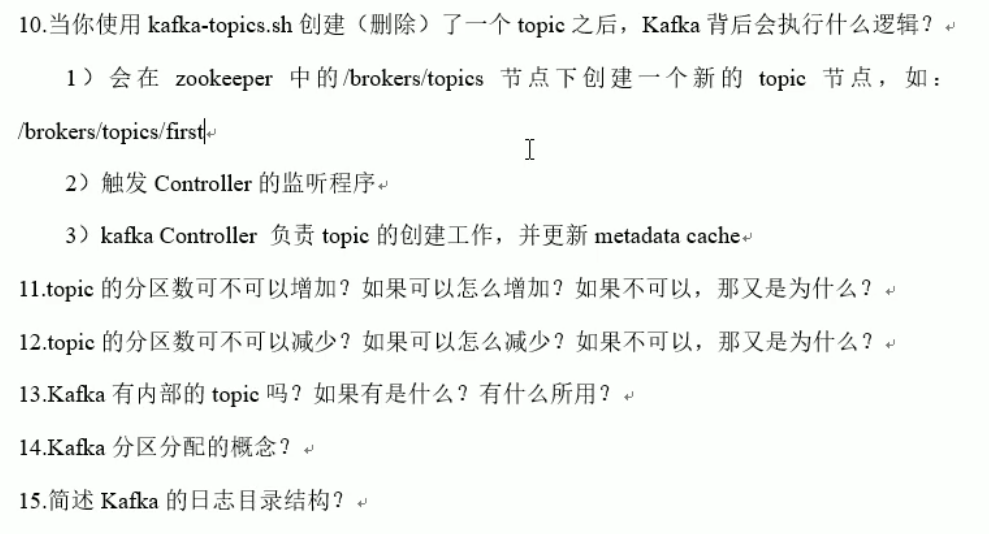 10.当你使用 kafka-topics.sh 创建（删除）了一个 topic 之后，Kafka 背后会执行什么逻辑？
1）会在 zookeeper 中的/brokers/topics 节点下创建一个新的 topic 节点，如：
/brokers/topics/first
2）触发 Controller 的监听程序
3）kafka Controller 负责 topic 的创建工作，并更新 metadata cache
11.topic 的分区数可不可以增加？如果可以怎么增加？如果不可以，那又是为什么？
12.topic 的分区数可不可以减少？如果可以怎么减少？如果不可以，那又是为什么？
13.Kafka 有内部的 topic 吗？如果有是什么？有什么所用？
14.Kafka 分区分配的概念？
15.简述 Kafka 的日志目录结构？